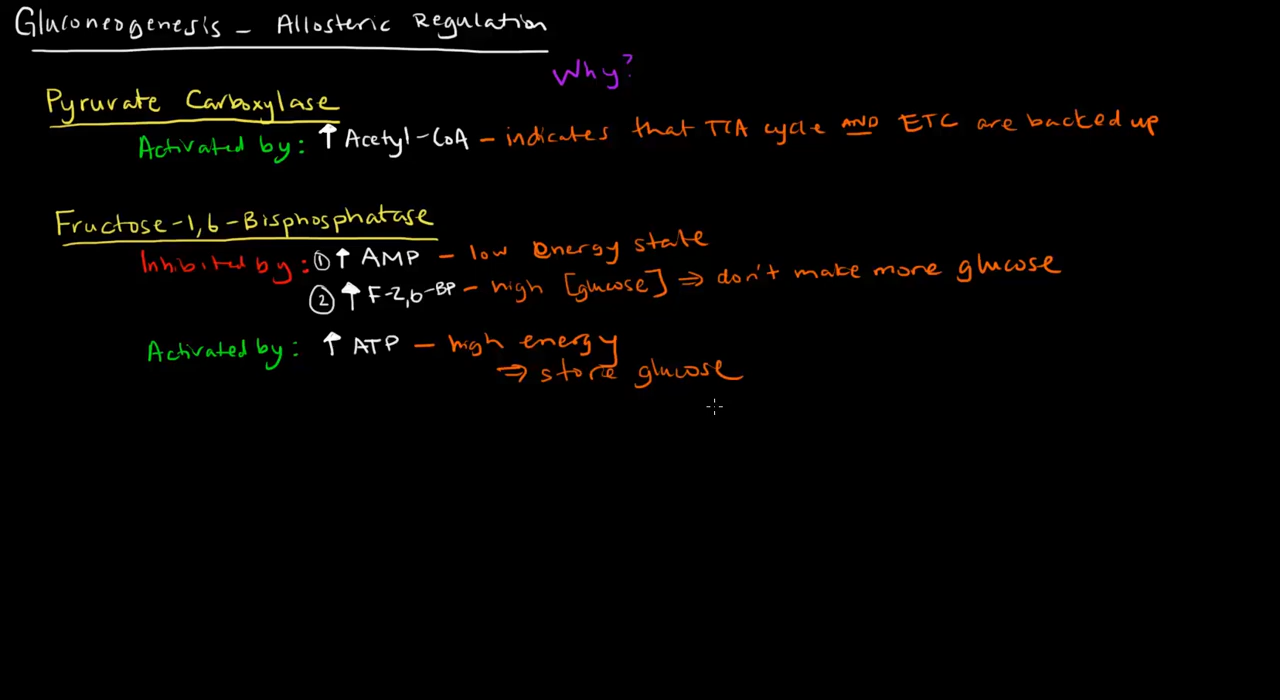 Gluconeogenesis - Allosteric Regulation
Why?
Pyruvate Carboxylase
Activated by: ↑ Acetyl-CoA - indicates that TCA cycle AND ETC are backed up
Fructose-1,6-Bisphosphatase
Inhibited by: ① ↑ AMP - low energy state
② ↑ F-2,6-BP - high [glucose] ⇒ don't make more glucose
Activated by: ↑ ATP - high energy
⇒ store glucose